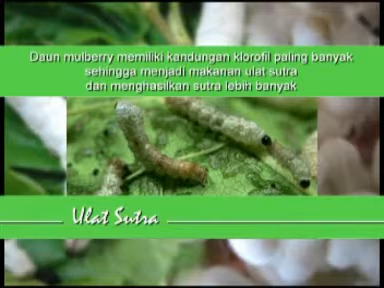 Daun mulberry memiliki kandungan klorofil paling banyak
sehingga menjadi makanan ulat sutra
dan menghasilkan sutra lebih banyak
Ulat Sutra